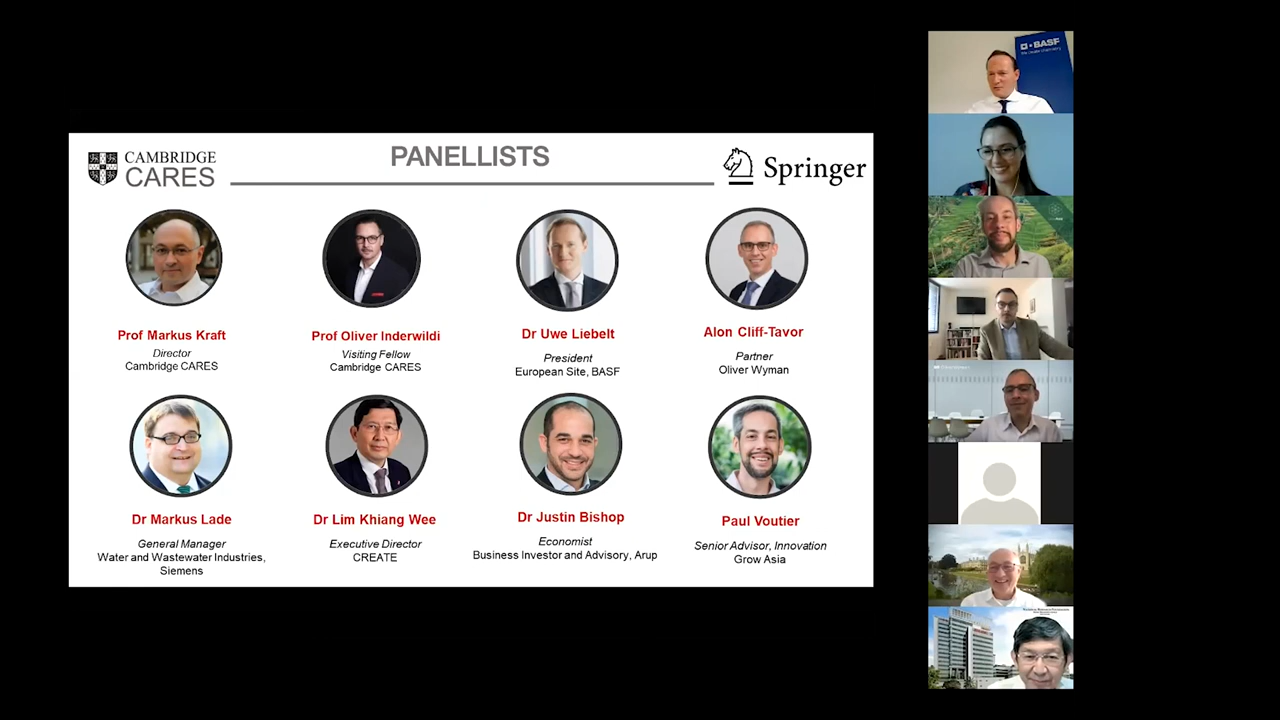 CAMBRIDGE
CARES
PANELLISTS
Springer
Prof Markus Kraft
Director
Cambridge CARES
Prof Oliver Inderwildi
Visiting Fellow
Cambridge CARES
Dr Uwe Liebelt
President
European Site, BASF
Alon Cliff-Tavor
Partner
Oliver Wyman
Dr Markus Lade
General Manager
Water and Wastewater Industries,
Siemens
Dr Lim Khiang Wee
Executive Director
CREATE
Dr Justin Bishop
Economist
Business Investor and Advisory, Arup
Paul Voutier
Senior Advisor, Innovation
Grow Asia
BASF